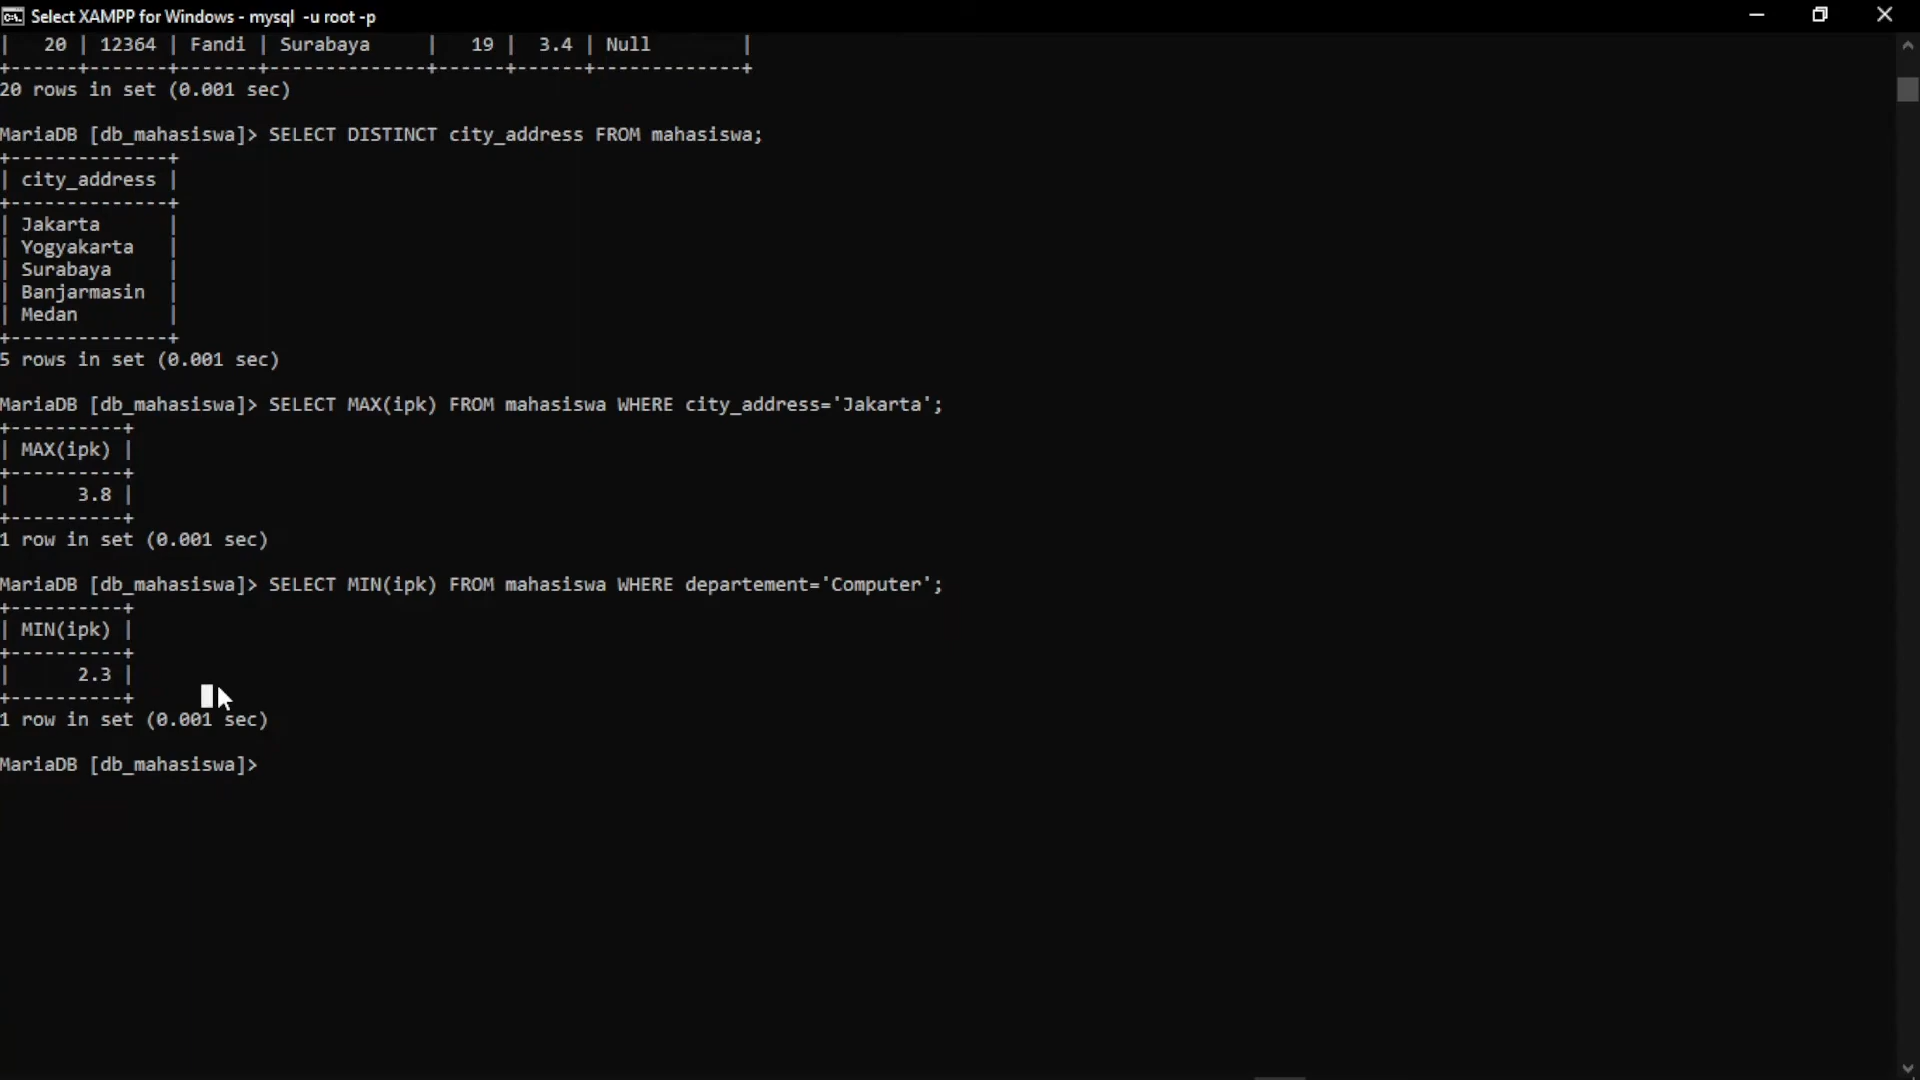 Select XAMPP for Windows - mysql -u root -p
|   20 | 12364 | Fandi | Surabaya     |   19 |  3.4 | Null        |
+------+-------+-------+--------------+------+------+-------------+
20 rows in set (0.001 sec)
MariaDB [db_mahasiswa]> SELECT DISTINCT city_address FROM mahasiswa;
+--------------+
| city_address |
+--------------+
| Jakarta      |
| Yogyakarta   |
| Surabaya     |
| Banjarmasin  |
| Medan        |
+--------------+
5 rows in set (0.001 sec)
MariaDB [db_mahasiswa]> SELECT MAX(ipk) FROM mahasiswa WHERE city_address='Jakarta';
+----------+
| MAX(ipk) |
+----------+
|      3.8 |
+----------+
1 row in set (0.001 sec)
MariaDB [db_mahasiswa]> SELECT MIN(ipk) FROM mahasiswa WHERE departement='Computer';
+----------+
| MIN(ipk) |
+----------+
|      2.3 |
+----------+
1 row in set (0.001 sec)
MariaDB [db_mahasiswa]>